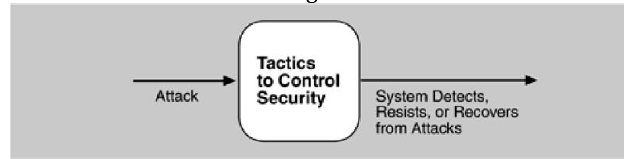 Tactics
to Control
Security
Attack
System Detects,
Resists, or Recovers
from Attacks